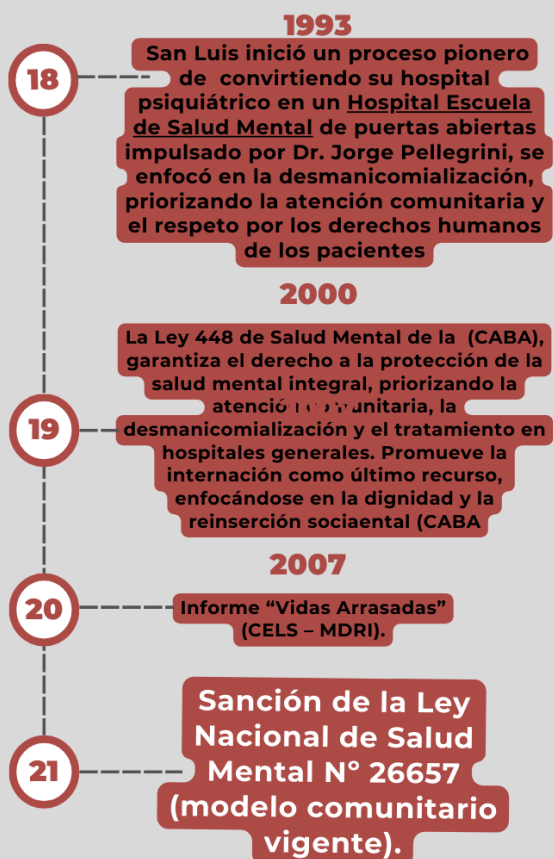 1993
18
San Luis inició un proceso pionero
de convirtiendo su hospital
psiquiátrico en un Hospital Escuela
de Salud Mental de puertas abiertas
impulsado por Dr. Jorge Pellegrini, se
enfocó en la desmanicomialización,
priorizando la atención comunitaria y
el respeto por los derechos humanos
de los pacientes
2000
19
La Ley 448 de Salud Mental de la (CABA),
garantiza el derecho a la protección de la
salud mental integral, priorizando la
la
desmanicomialización y el tratamiento en
hospitales generales. Promueve la
internación como último recurso,
enfocándose en la dignidad y la
reinserción sociaental (CABA
2007
20
Informe “Vidas Arrasadas”
(CELS – MDRI).
21
Sanción de la Ley
Nacional de Salud
Mental Nº 26657
(modelo comunitario
vigente).